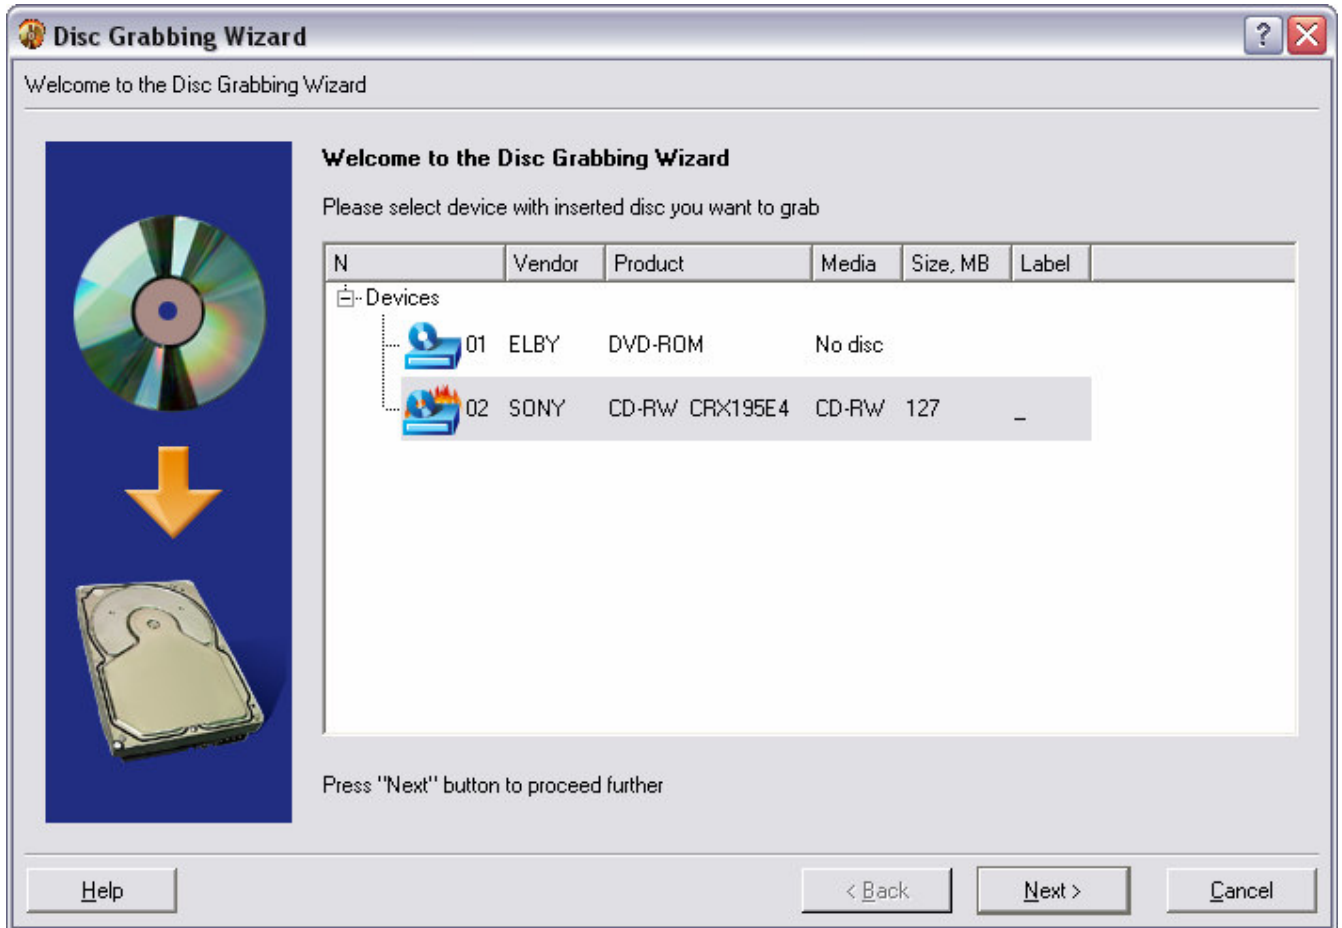 Disc Grabbing Wizard
Welcome to the Disc Grabbing Wizard
Welcome to the Disc Grabbing Wizard
Please select device with inserted disc you want to grab
N Vendor Product Media Size, MB Label
Devices
01 ELBY DVD-ROM No disc
02 SONY CD-RW CRX195E4 CD-RW 127 _
Press "Next" button to proceed further
Help < Back Next > Cancel